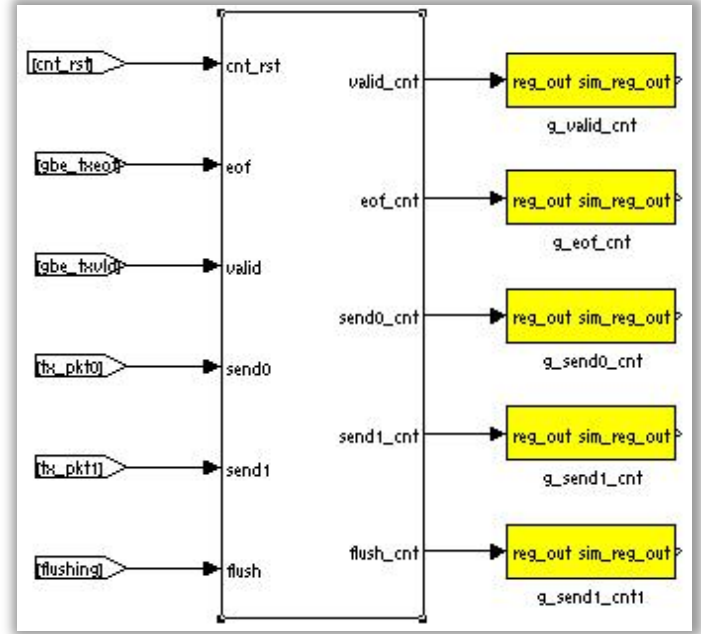 [cnt_rst]
cnt_rst
valid_cnt
reg_out sim_reg_out
g_valid_cnt
[gbe_txeof]
eof
eof_cnt
reg_out sim_reg_out
g_eof_cnt
[gbe_txvld]
valid
send0_cnt
reg_out sim_reg_out
g_send0_cnt
[tx_pkt0]
send0
send1_cnt
reg_out sim_reg_out
g_send1_cnt
[tx_pkt1]
send1
flush_cnt
reg_out sim_reg_out
g_send1_cnt1
[flushing]
flush